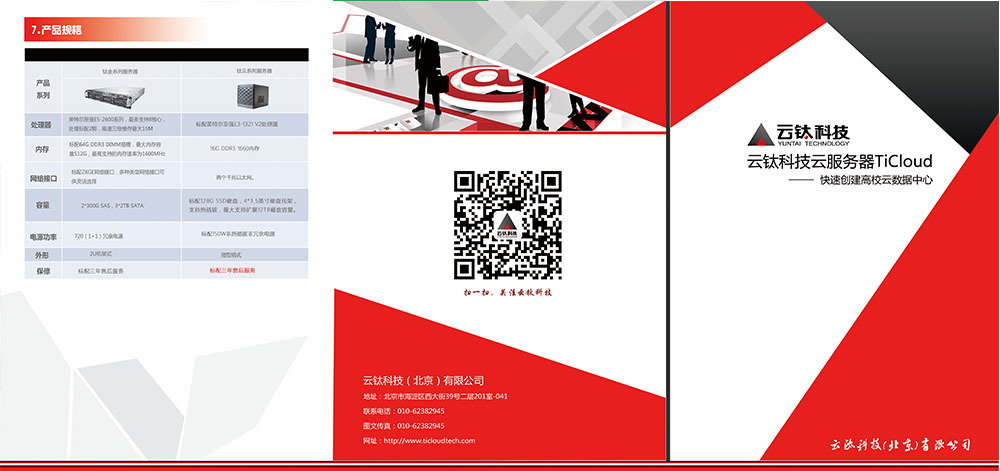 7.产品规格
产品
系列
钛金系列服务器
钛云系列服务器
处理器
英特尔至强E5-2600系列，最多支持8核心，
处理标配2颗，高速三级缓存最大15M
标配英特尔至强E3-1321 V2处理器
内存
标配64G DDR3 DIMM插槽，最大内存容
量512G，最高支持的内存速率为1600MHz
16G DDR3 1660内存
网络接口
标配2XGE网络接口，多种类型网络接口可
供灵活选择
两个千兆以太网。
容量
2*300G SAS，3*2TB SATA
标配128G SSD硬盘，4*3.5英寸硬盘托架，
支持热插拔，最大支持扩展12TB磁盘容量。
电源功率
720（1+1）冗余电源
标配150W非热插拔非冗余电源
外形
2U机架式
微型塔式
保修
标配三年售后服务
标配三年售后服务
@
云钛科技
扫一扫，关注云钛科技
云钛科技（北京）有限公司
地址：北京市海淀区西大街39号二层201室-041
联系电话：010-62382945
图文传真：010-62382945
网址：http://www.ticloudtech.com
云钛科技
YUNTAI TECHNOLOGY
云钛科技云服务器TiCloud
—— 快速创建高校云数据中心
云钛科技(北京)有限公司